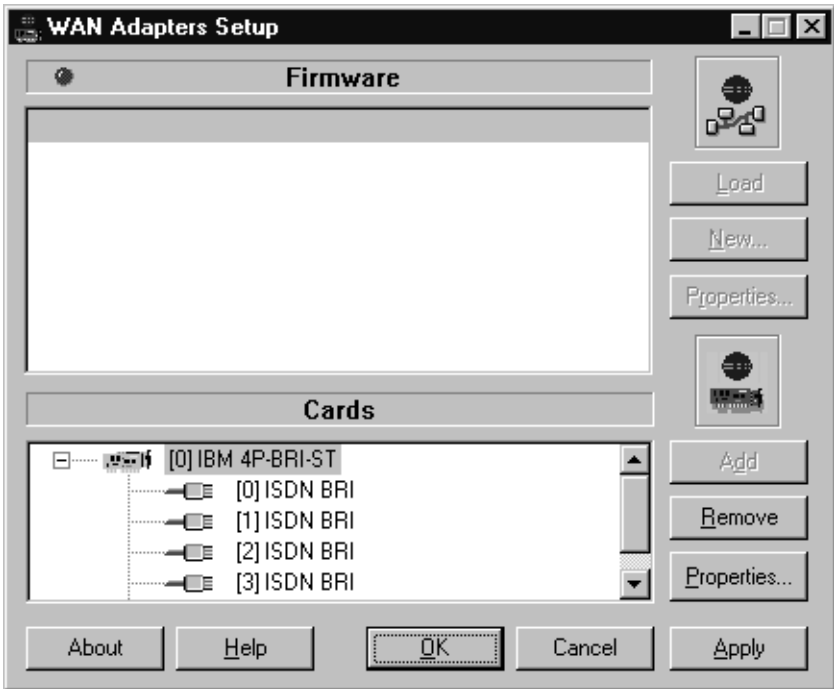 WAN Adapters Setup
Firmware
Load
New...
Properties...
Cards
[0] IBM 4P-BRI-ST
[0] ISDN BRI
[1] ISDN BRI
[2] ISDN BRI
[3] ISDN BRI
Add
Remove
Properties...
About Help OK Cancel Apply